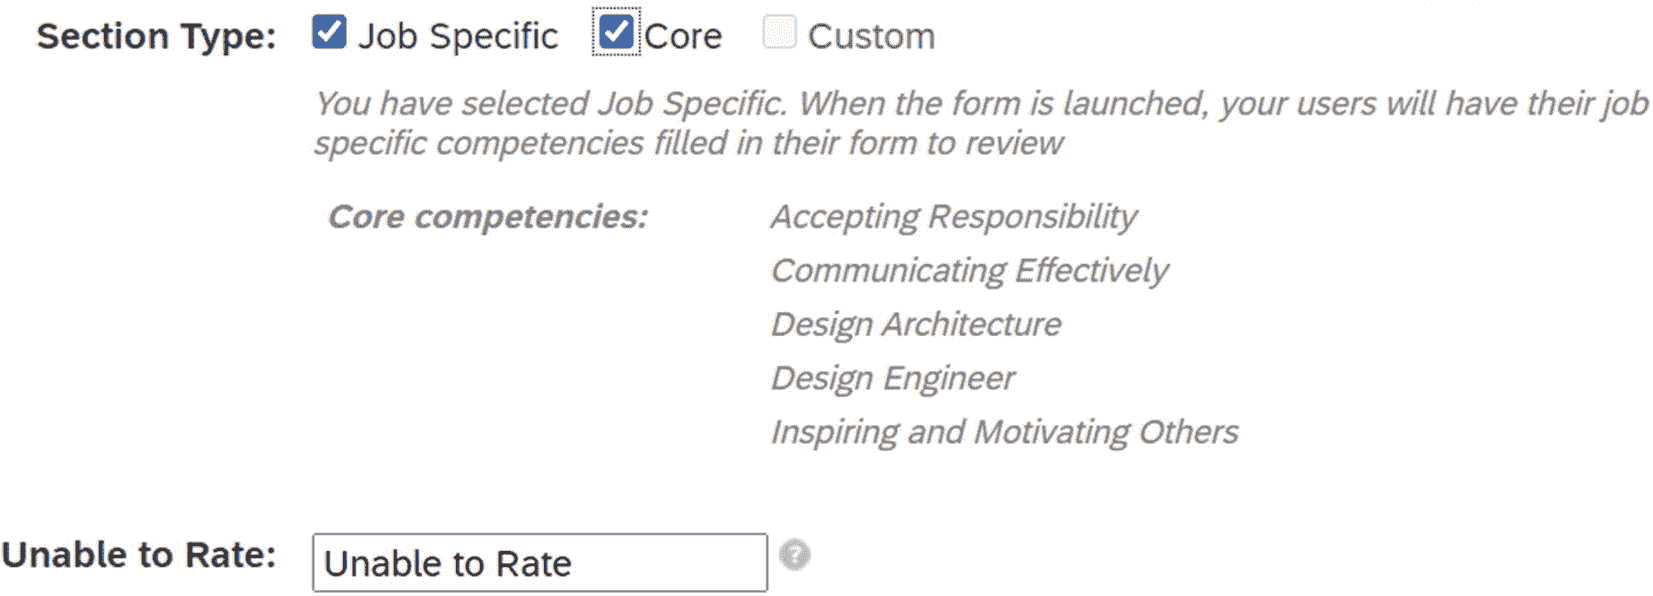 Section Type: Job Specific Core Custom
You have selected Job Specific. When the form is launched, your users will have their job
specific competencies filled in their form to review
Core competencies: Accepting Responsibility
Communicating Effectively
Design Architecture
Design Engineer
Inspiring and Motivating Others
Unable to Rate: Unable to Rate ?